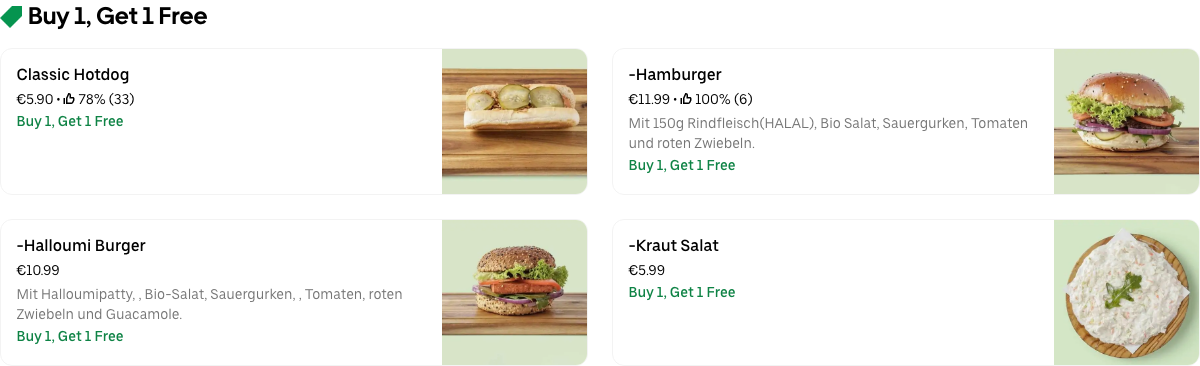 Buy 1, Get 1 Free
Classic Hotdog
€5.90 • 78% (33)
Buy 1, Get 1 Free
-Hamburger
€11.99 • 100% (6)
Mit 150g Rindfleisch(HALAL), Bio Salat, Sauergurken, Tomaten
und roten Zwiebeln.
Buy 1, Get 1 Free
-Halloumi Burger
€10.99
Mit Halloumipatty, , Bio-Salat, Sauergurken, , Tomaten, roten
Zwiebeln und Guacamole.
Buy 1, Get 1 Free
-Kraut Salat
€5.99
Buy 1, Get 1 Free